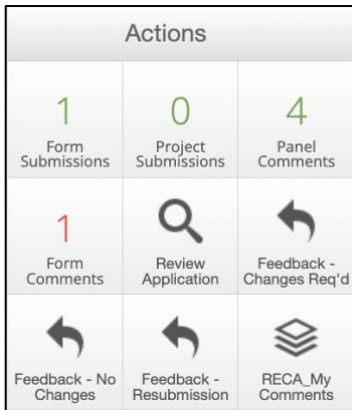 Actions
1
Form
Submissions
0
Project
Submissions
4
Panel
Comments
1
Form
Comments
Review
Application
Feedback -
Changes Req'd
Feedback - No
Changes
Feedback -
Resubmission
RECA_My
Comments